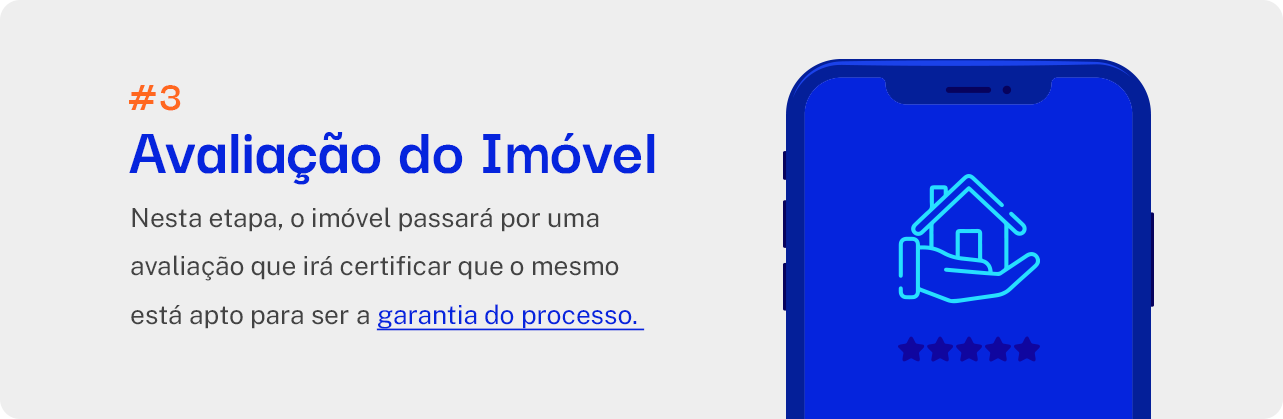 #3
Avaliação do Imóvel
Nesta etapa, o imóvel passará por uma
avaliação que irá certificar que o mesmo
está apto para ser a garantia do processo.